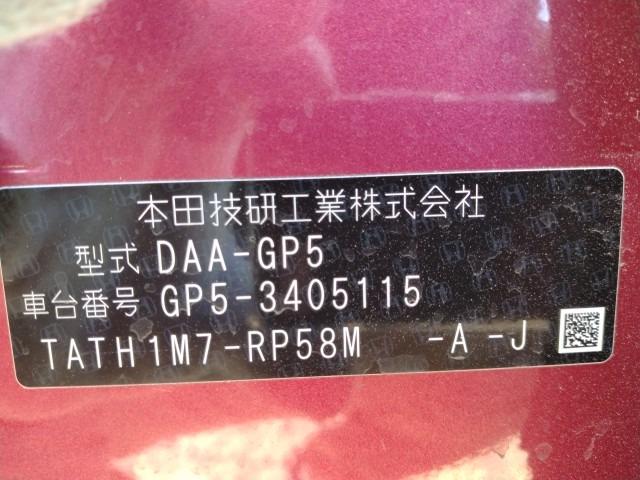 本田技研工業株式会社
型式 DAA-GP5
車台番号 GP5-3405115
TATH1M7-RP58M -A -J